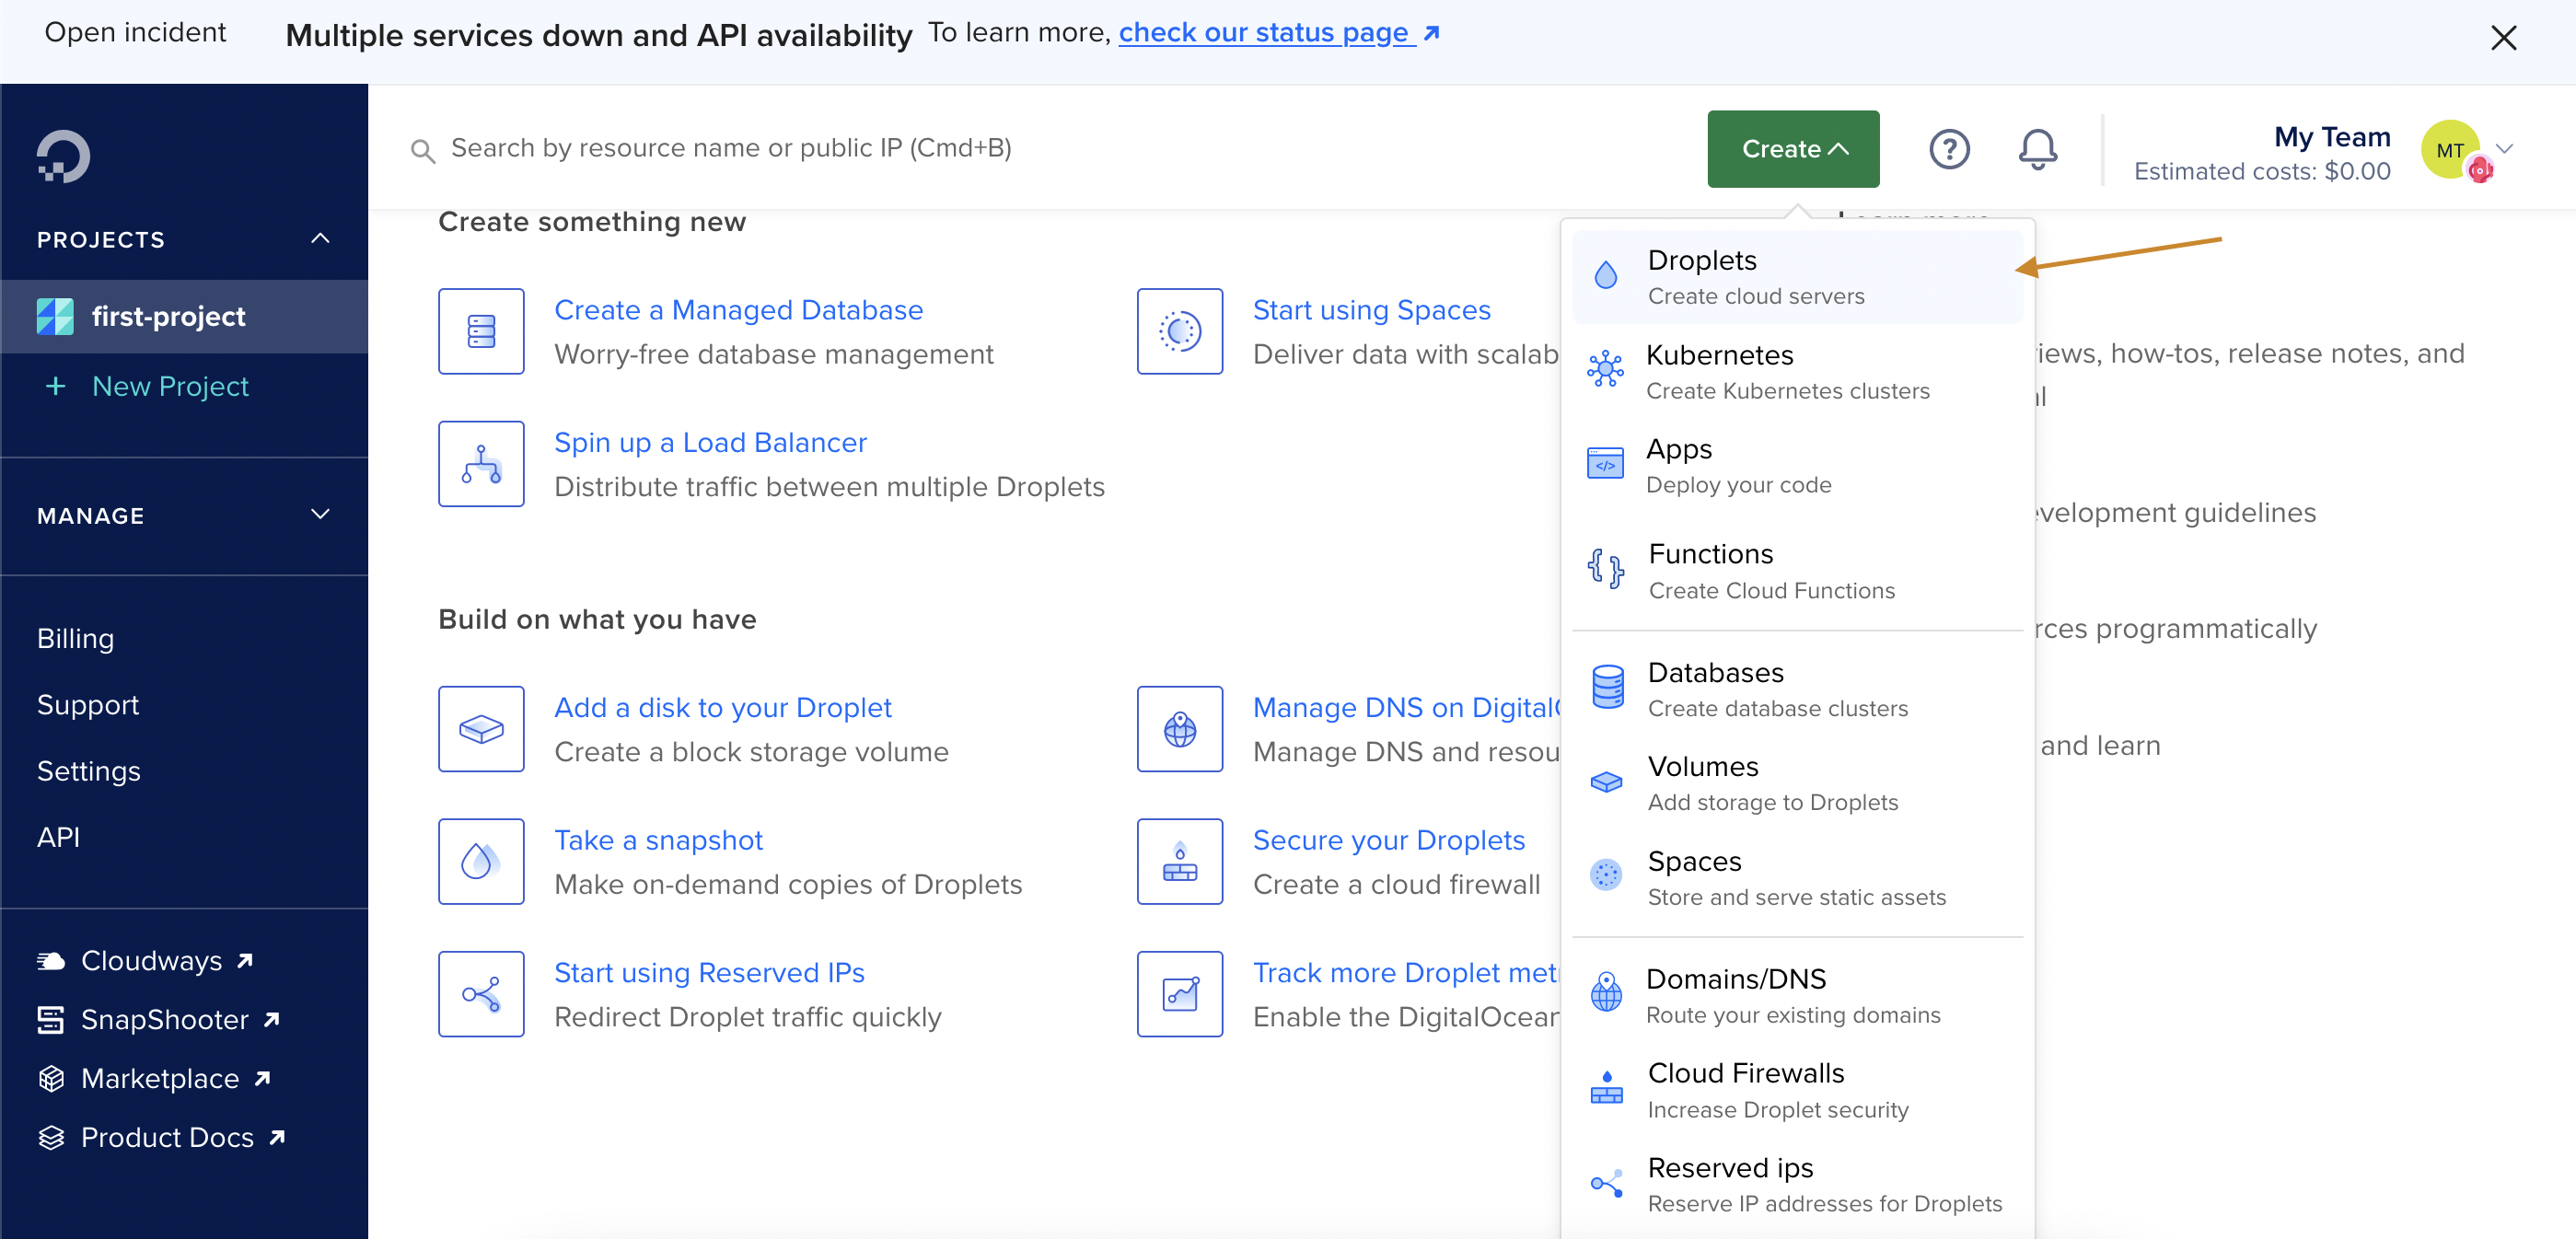 Open incident
Multiple services down and API availability To learn more, check our status page
Search by resource name or public IP (Cmd+B)
Create
My Team
Estimated costs: $0.00
MT
PROJECTS
first-project
+ New Project
MANAGE
Billing
Support
Settings
API
Cloudways
SnapShooter
Marketplace
Product Docs
Create something new
Create a Managed Database
Worry-free database management
Start using Spaces
Deliver data with scalab
Spin up a Load Balancer
Distribute traffic between multiple Droplets
Build on what you have
Add a disk to your Droplet
Create a block storage volume
Manage DNS on Digital
Manage DNS and resou
Take a snapshot
Make on-demand copies of Droplets
Secure your Droplets
Create a cloud firewall
Start using Reserved IPs
Redirect Droplet traffic quickly
Track more Droplet met
Enable the DigitalOcean
Droplets
Create cloud servers
Kubernetes
Create Kubernetes clusters
Apps
Deploy your code
Functions
Create Cloud Functions
Databases
Create database clusters
Volumes
Add storage to Droplets
Spaces
Store and serve static assets
Domains/DNS
Route your existing domains
Cloud Firewalls
Increase Droplet security
Reserved ips
Reserve IP addresses for Droplets
iews, how-tos, release notes, and
evelopment guidelines
rces programmatically
and learn